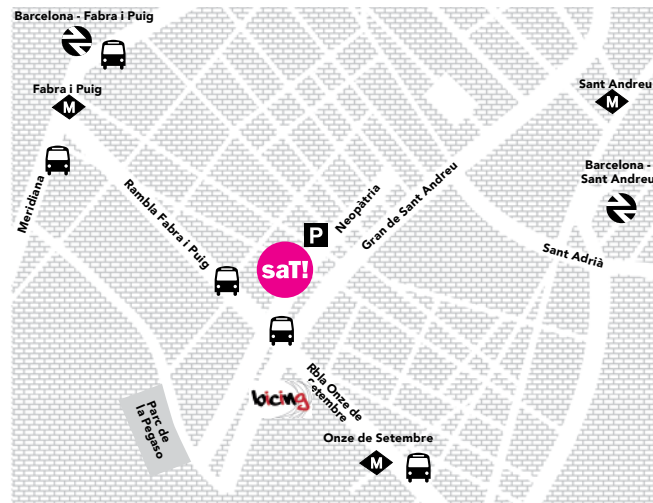 Barcelona - Fabra i Puig
Fabra i Puig
M
Sant Andreu
M
Barcelona -
Sant Andreu
Meridiana
Rambla Fabra i Puig
P
Neopàtria
Gran de Sant Andreu
Sant Adrià
saT!
Rbla Onze de
Setembre
bicing
Parc de
la Pegaso
Onze de Setembre
M